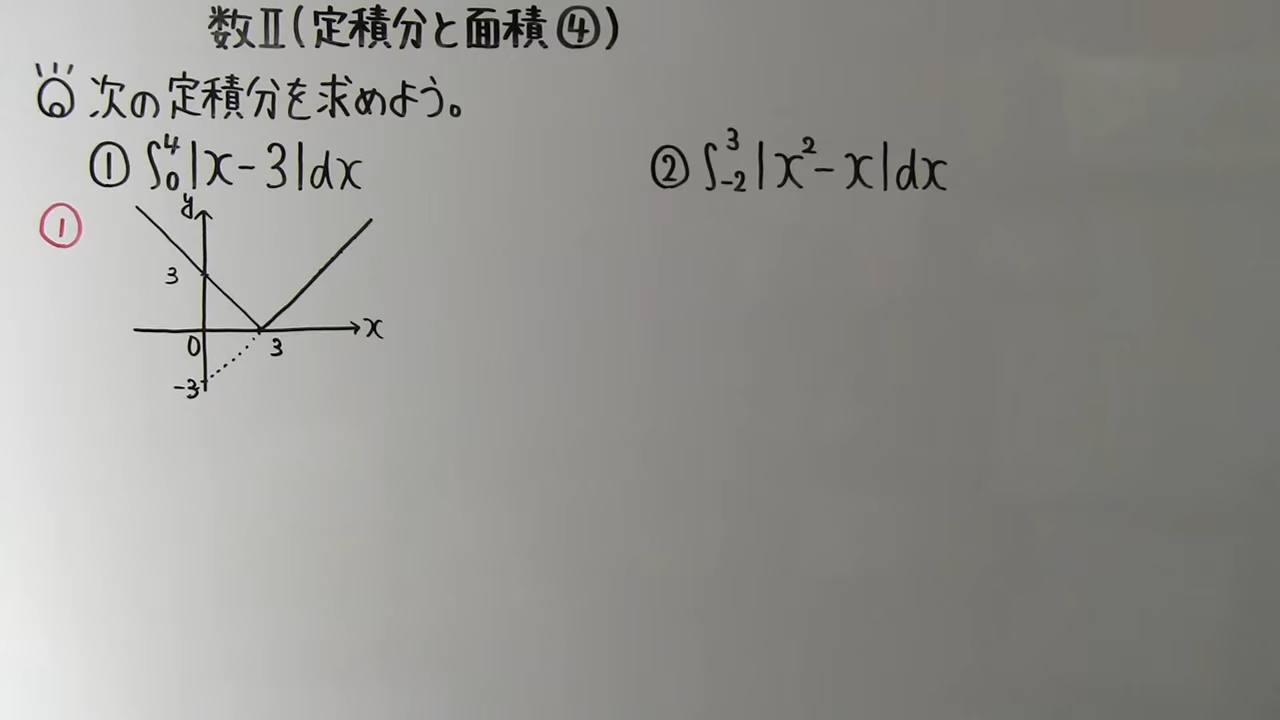 数Ⅱ(定積分と面積④)
次の定積分を求めよう。
① ∫₀⁴|x-3|dx
② ∫₋₂³|x²-x|dx
①
y
3
x
0
3
-3